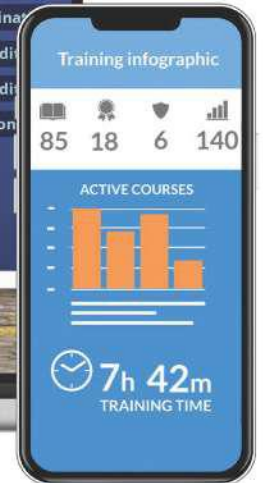 Training infographic
85 18 6 140
ACTIVE COURSES
7h 42m
TRAINING TIME